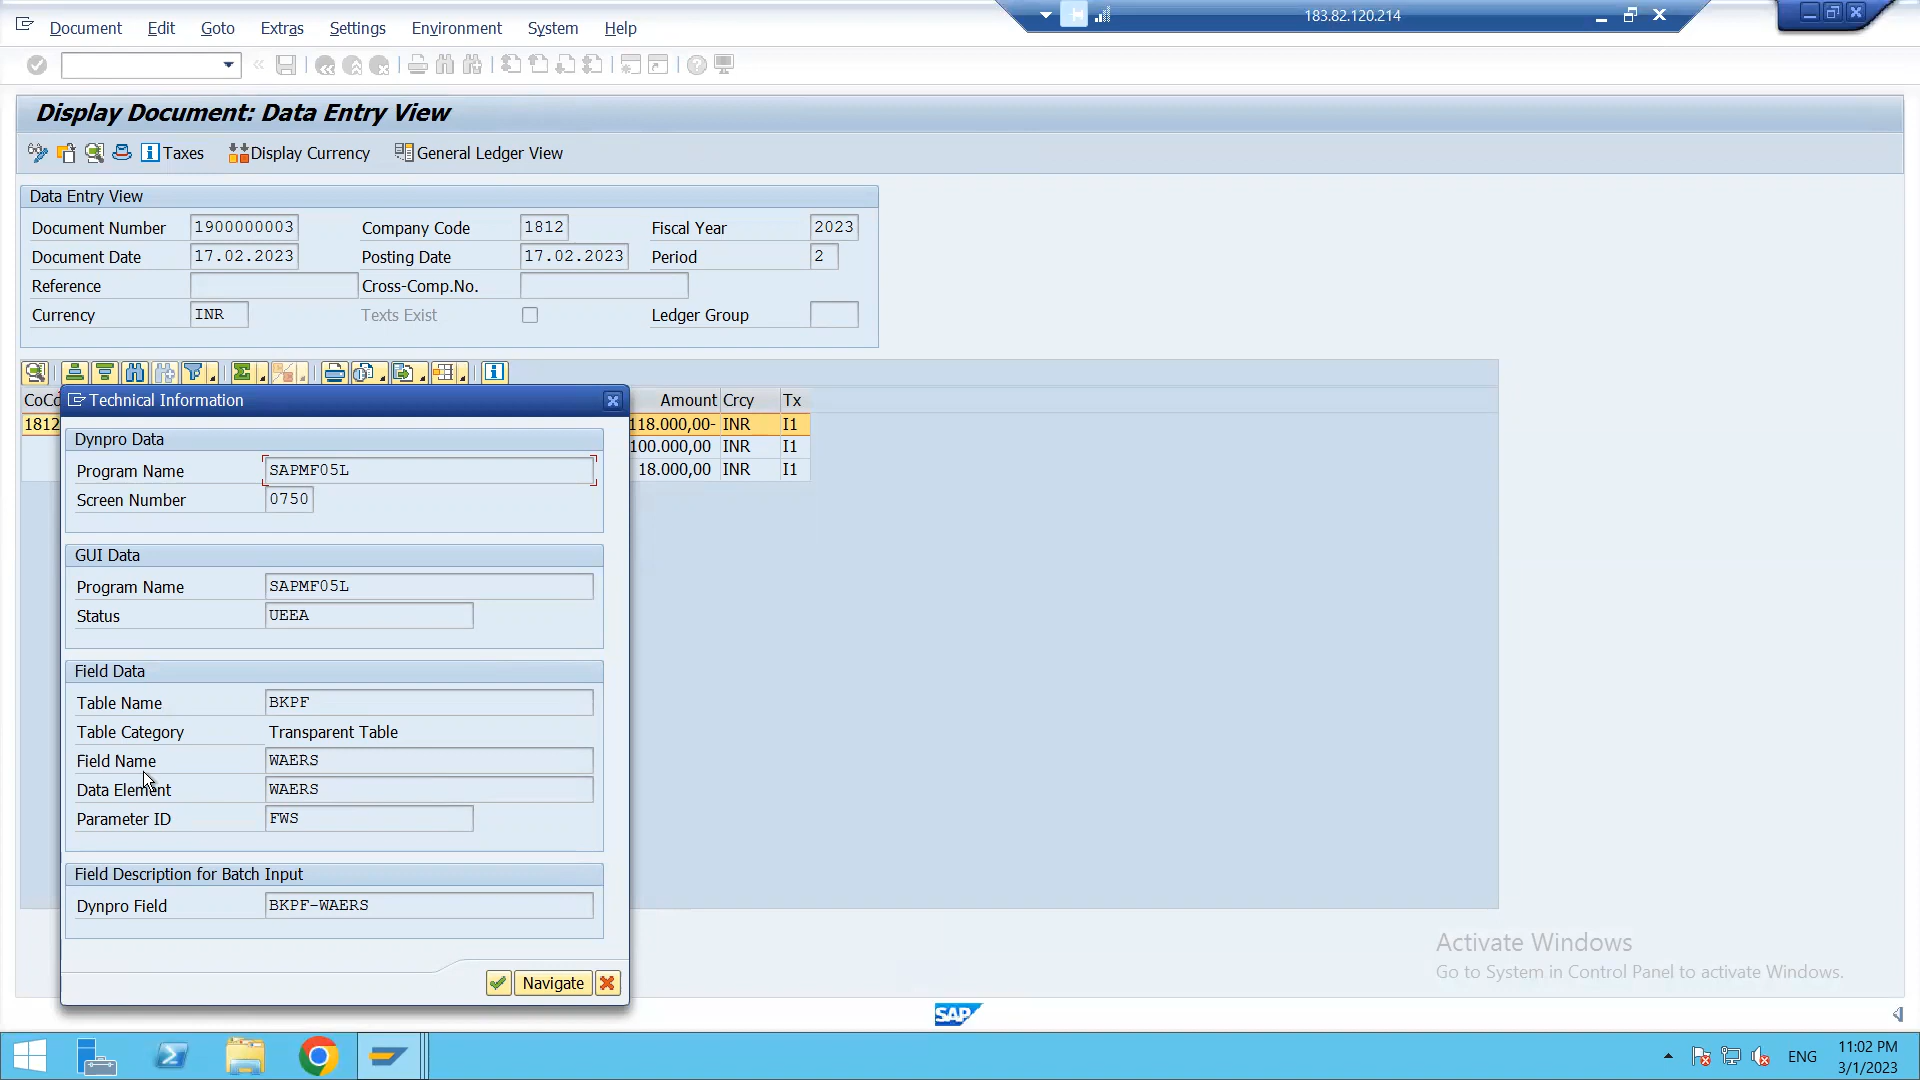 183.82.120.214
Document Edit Goto Extras Settings Environment System Help
Display Document: Data Entry View
Taxes Display Currency General Ledger View
Data Entry View
Document Number 1900000003 Company Code 1812 Fiscal Year 2023
Document Date 17.02.2023 Posting Date 17.02.2023 Period 2
Reference Cross-Comp.No.
Currency INR Texts Exist Ledger Group
CoCd Amount Crcy Tx
1812 118.000,00- INR I1
100.000,00 INR I1
18.000,00 INR I1
Technical Information
Dynpro Data
Program Name SAPMF05L
Screen Number 0750
GUI Data
Program Name SAPMF05L
Status UEEA
Field Data
Table Name BKPF
Table Category Transparent Table
Field Name WAERS
Data Element WAERS
Parameter ID FWS
Field Description for Batch Input
Dynpro Field BKPF-WAERS
Navigate
Activate Windows
Go to System in Control Panel to activate Windows.
SAP
ENG
11:02 PM
3/1/2023